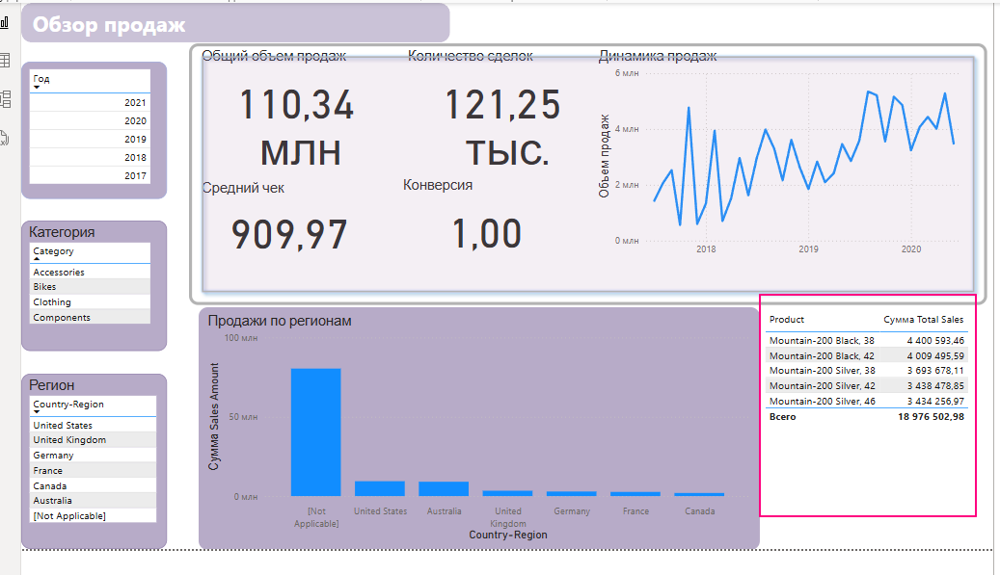 Обзор продаж
Год
2021
2020
2019
2018
2017
Категория
Category
Accessories
Bikes
Clothing
Components
Регион
Country-Region
United States
United Kingdom
Germany
France
Canada
Australia
[Not Applicable]
Общий объем продаж
110,34
МЛН
Количество сделок
121,25
ТЫС.
Средний чек
909,97
Конверсия
1,00
Динамика продаж
Объем продаж
6 млн
4 млн
2 млн
0 млн
2018 2019 2020
Продажи по регионам
Сумма Sales Amount
100 млн
50 млн
0 млн
[Not Applicable]
United States
Australia
United Kingdom
Germany
France
Canada
Country-Region
Product Сумма Total Sales
Mountain-200 Black, 38 4 400 593,46
Mountain-200 Black, 42 4 009 495,59
Mountain-200 Silver, 38 3 693 678,11
Mountain-200 Silver, 42 3 438 478,85
Mountain-200 Silver, 46 3 434 256,97
Всего 18 976 502,98